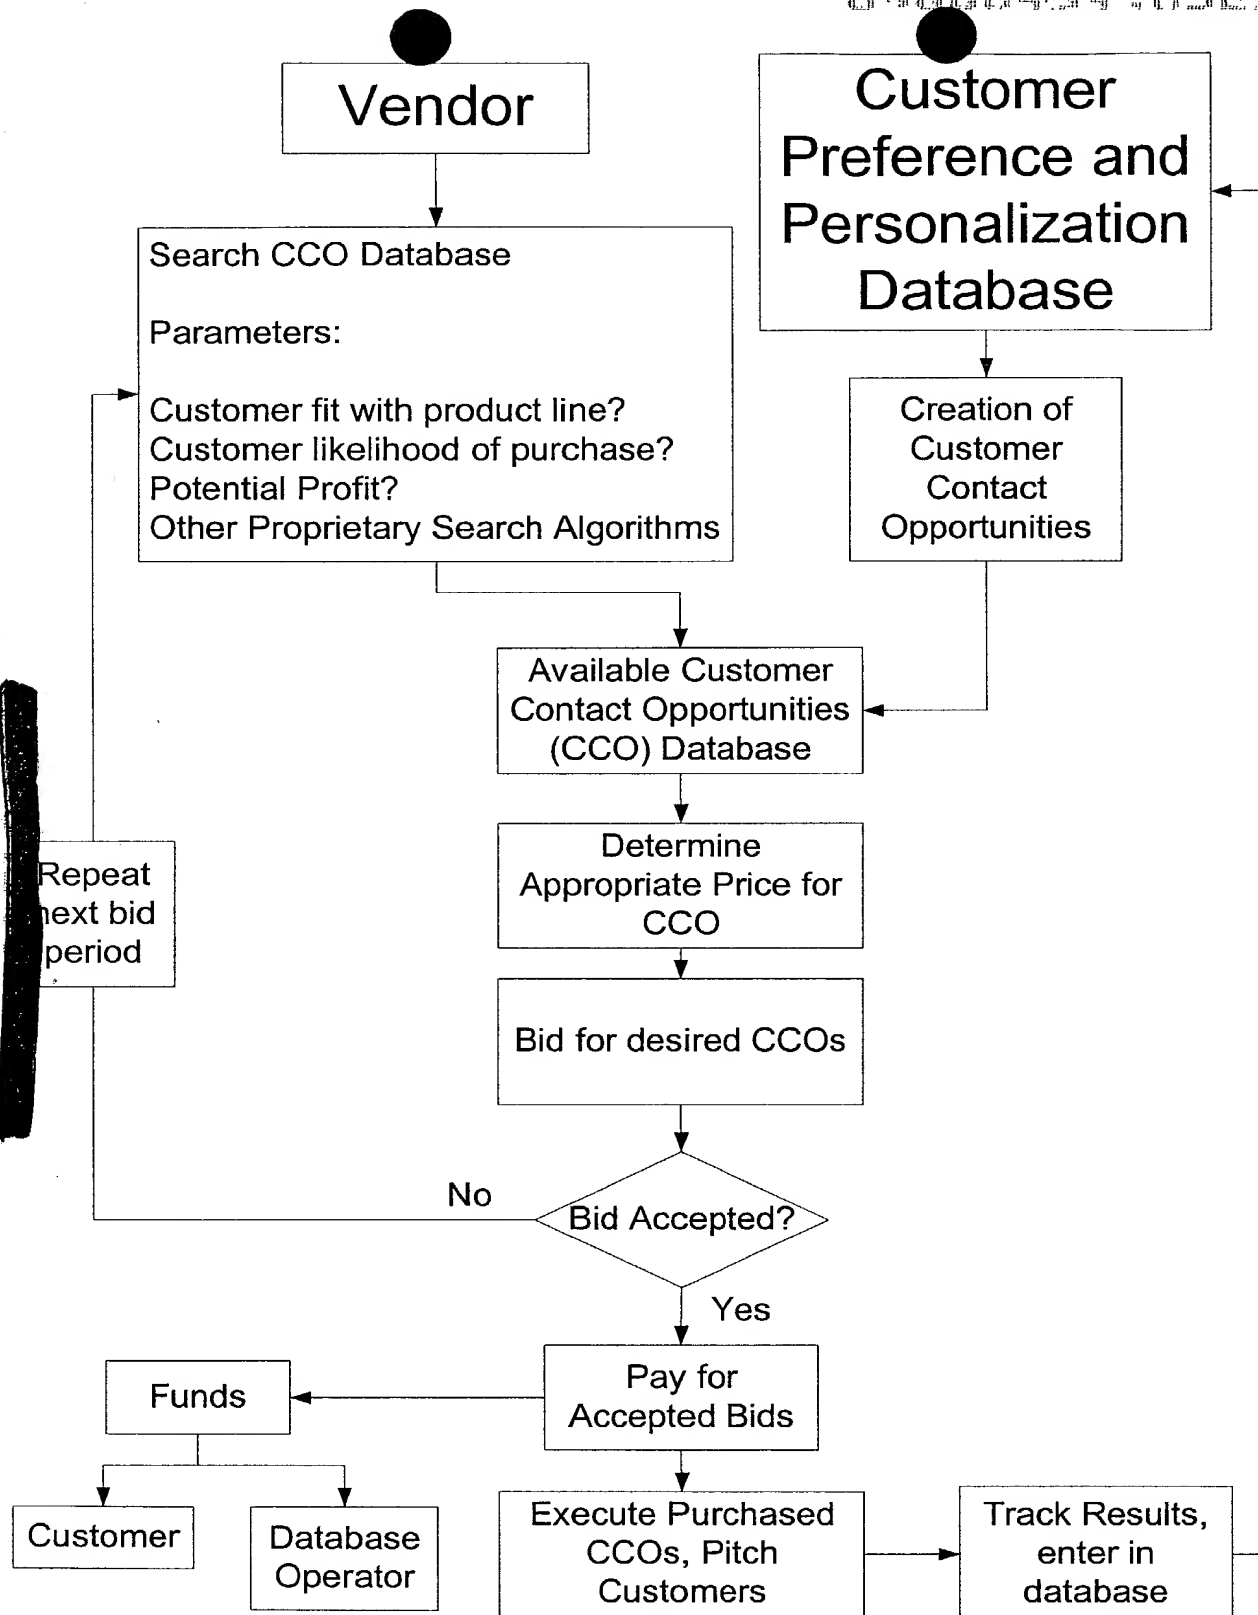 Vendor
Customer
Preference and
Personalization
Database
Search CCO Database
Parameters:
Customer fit with product line?
Customer likelihood of purchase?
Potential Profit?
Other Proprietary Search Algorithms
Creation of
Customer
Contact
Opportunities
Available Customer
Contact Opportunities
(CCO) Database
Determine
Appropriate Price for
CCO
Repeat
next bid
period
Bid for desired CCOs
No
Bid Accepted?
Yes
Pay for
Accepted Bids
Funds
Customer
Database
Operator
Execute Purchased
CCOs, Pitch
Customers
Track Results,
enter in
database